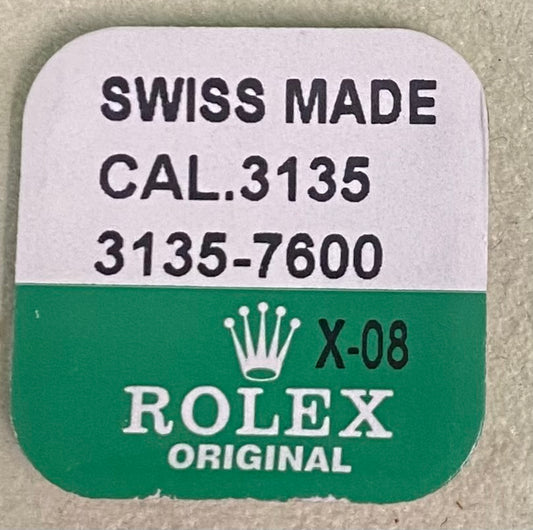 SWISS MADE
CAL.3135
3135-7600
X-08
ROLEX
ORIGINAL